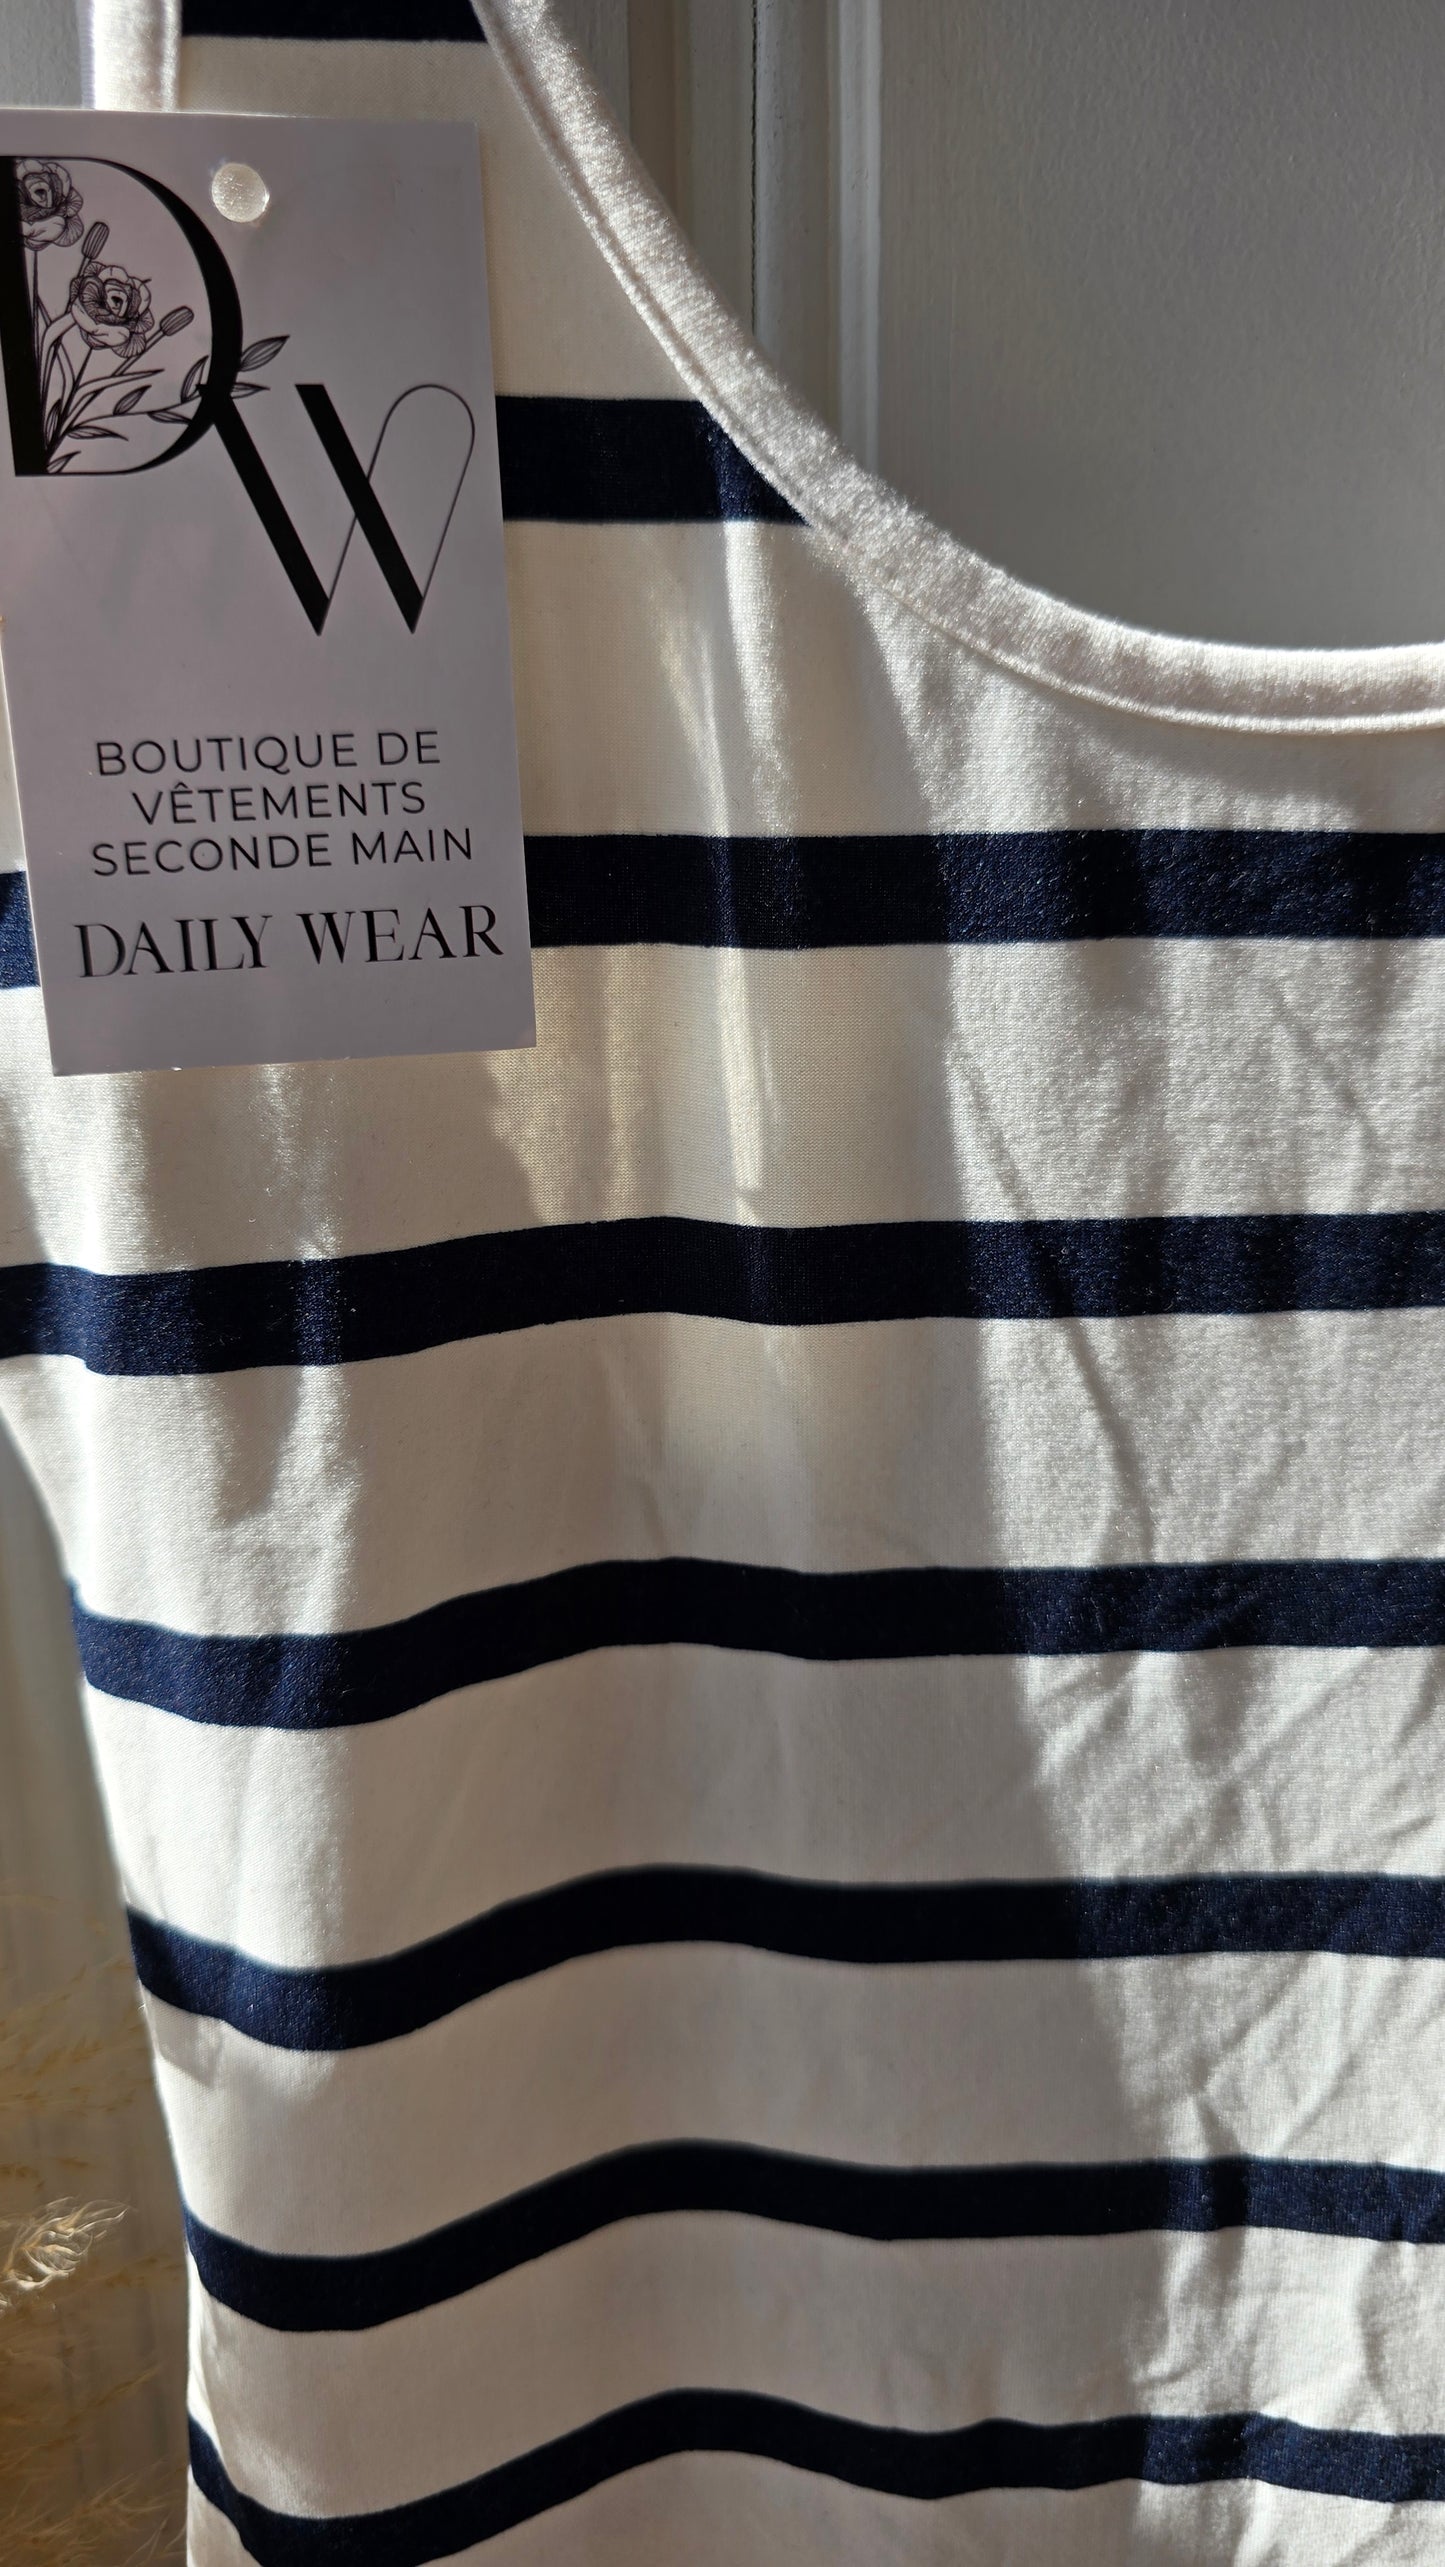 DW
BOUTIQUE DE
VÊTEMENTS
SECONDE MAIN
DAILY WEAR